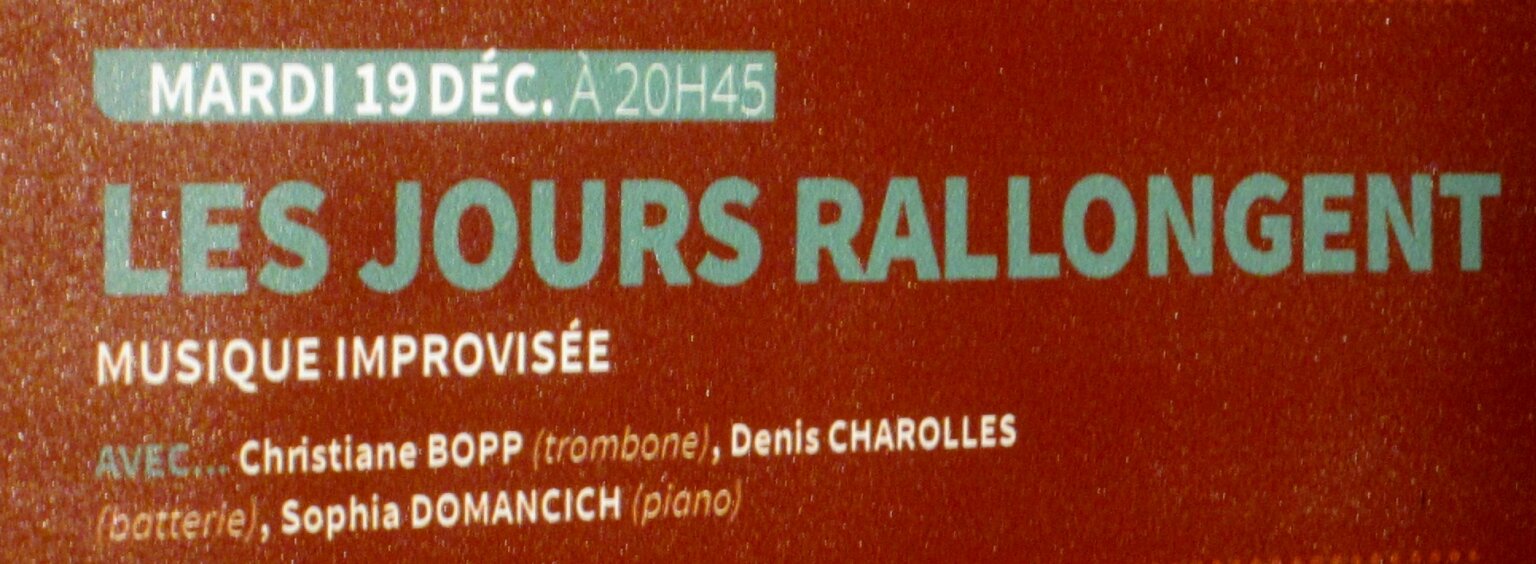 MARDI 19 DÉC. À 20H45
LES JOURS RALLONGENT
MUSIQUE IMPROVISÉE
AVEC... Christiane BOPP (trombone), Denis CHAROLLES
(batterie), Sophia DOMANCICH (piano)